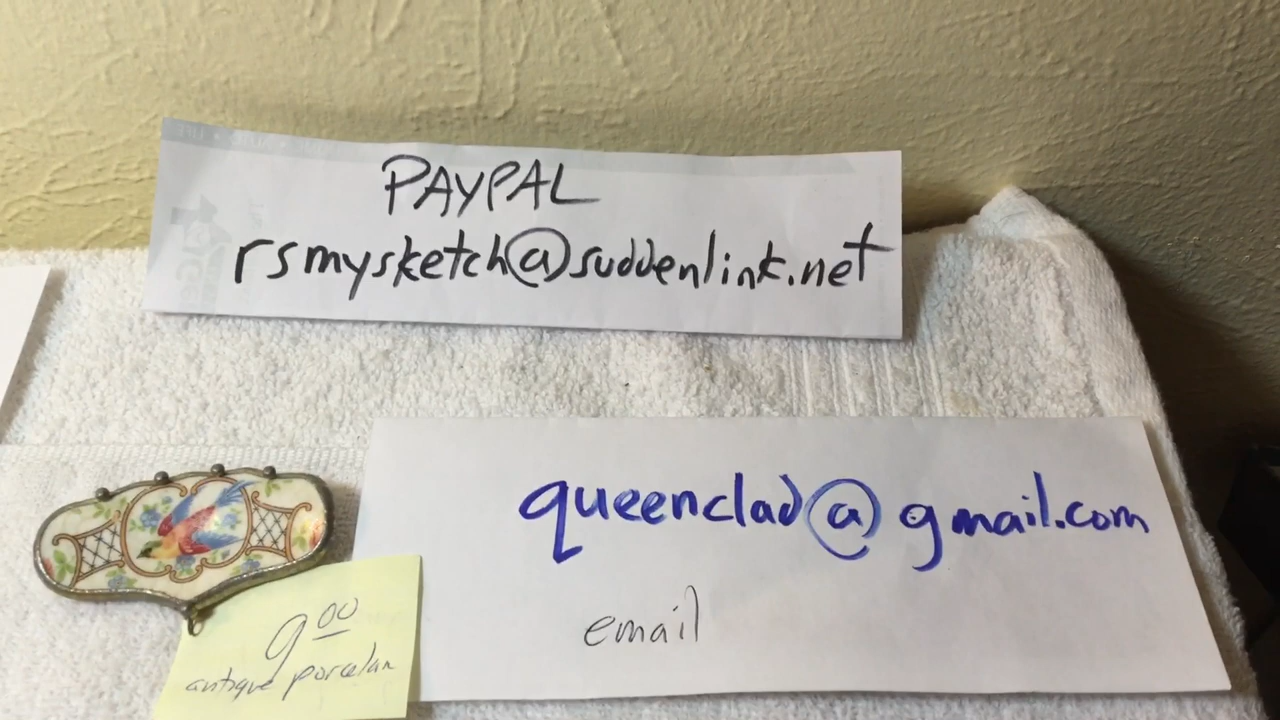 PAYPAL
rsmysketch@suddenlink.net
queenclad@gmail.com
email
9 00
antique porcelan